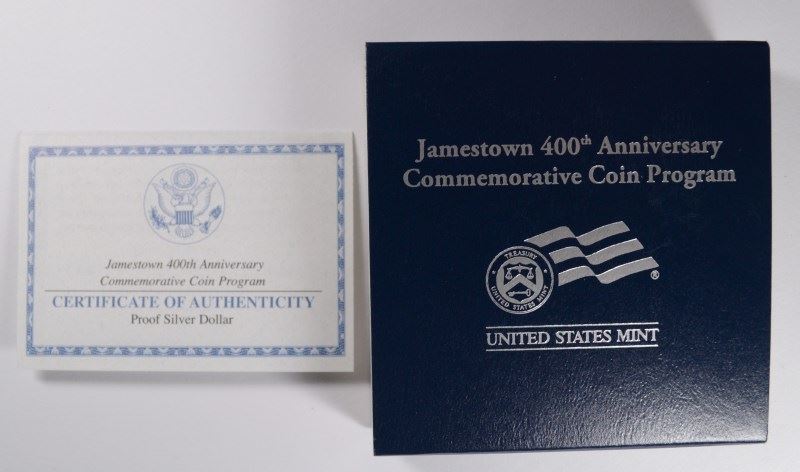 Jamestown 400th Anniversary
Commemorative Coin Program
CERTIFICATE OF AUTHENTICITY
Proof Silver Dollar
Jamestown 400th Anniversary
Commemorative Coin Program
TREASURY
UNITED STATES MINT
®
UNITED STATES MINT